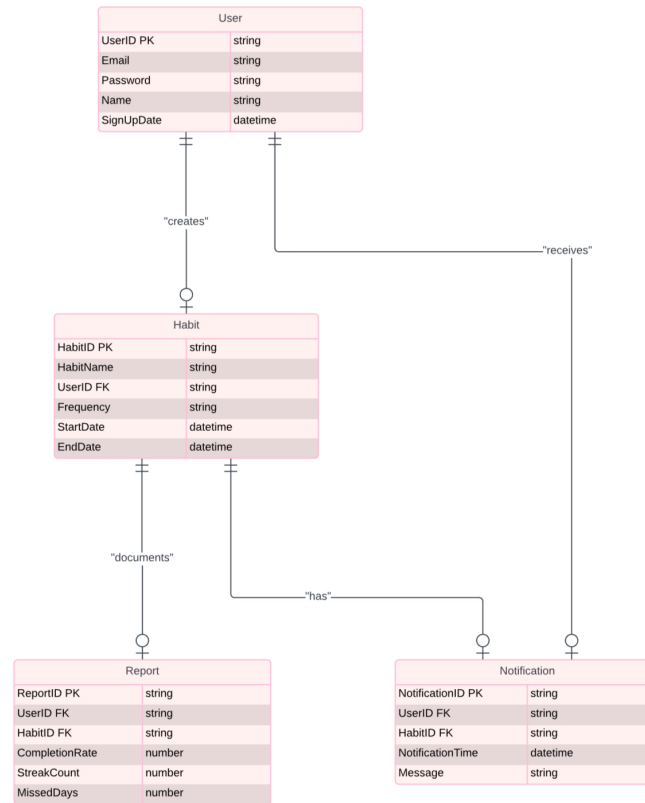 User
UserID PK string
Email string
Password string
Name string
SignUpDate datetime
"creates"
"receives"
Habit
HabitID PK string
HabitName string
UserID FK string
Frequency string
StartDate datetime
EndDate datetime
"documents"
"has"
Report
ReportID PK string
UserID FK string
HabitID FK string
CompletionRate number
StreakCount number
MissedDays number
Notification
NotificationID PK string
UserID FK string
HabitID FK string
NotificationTime datetime
Message string